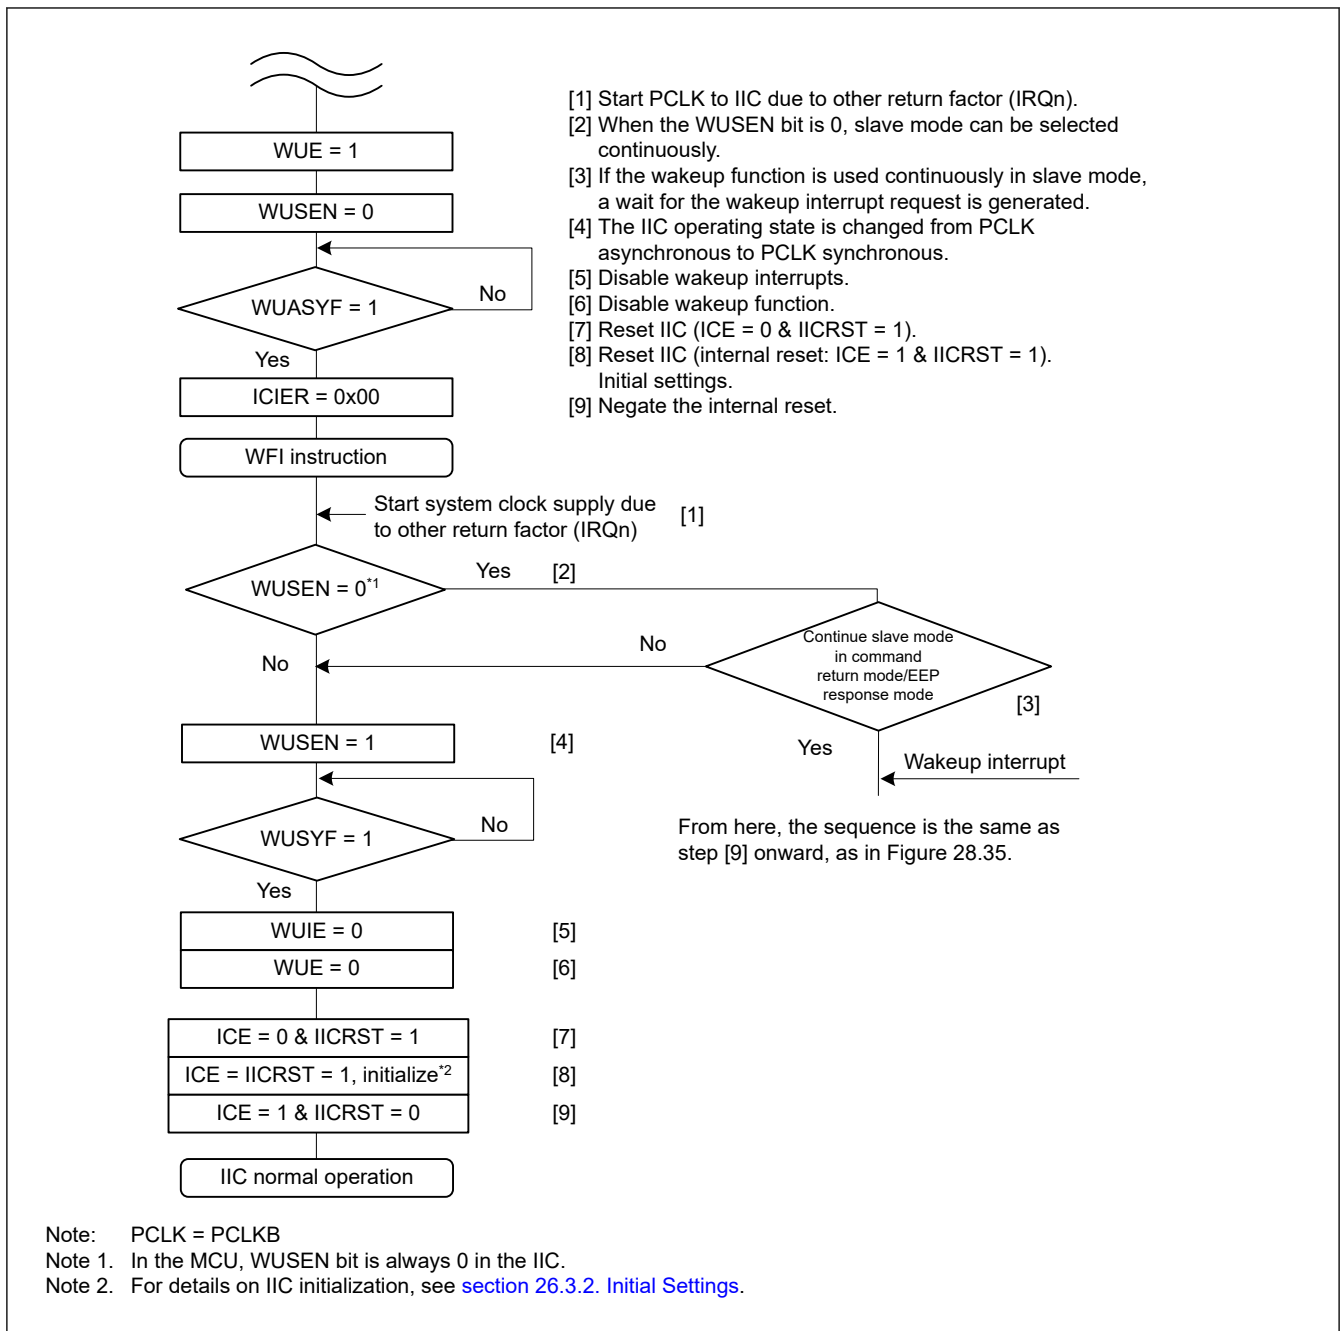 [1] Start PCLK to IIC due to other return factor (IRQn).
[2] When the WUSEN bit is 0, slave mode can be selected
continuously.
[3] If the wakeup function is used continuously in slave mode,
a wait for the wakeup interrupt request is generated.
[4] The IIC operating state is changed from PCLK
asynchronous to PCLK synchronous.
[5] Disable wakeup interrupts.
[6] Disable wakeup function.
[7] Reset IIC (ICE = 0 & IICRST = 1).
[8] Reset IIC (internal reset: ICE = 1 & IICRST = 1).
Initial settings.
[9] Negate the internal reset.
WUE = 1
WUSEN = 0
WUASYF = 1
No
Yes
ICIER = 0x00
WFI instruction
Start system clock supply due
to other return factor (IRQn)
[1]
WUSEN = 0*1
Yes
[2]
No
Continue slave mode
in command
return mode/EEP
response mode
[3]
No
Yes
Wakeup interrupt
From here, the sequence is the same as
step [9] onward, as in Figure 28.35.
WUSEN = 1
[4]
WUSYF = 1
No
Yes
WUIE = 0
[5]
WUE = 0
[6]
ICE = 0 & IICRST = 1
[7]
ICE = IICRST = 1, initialize*2
[8]
ICE = 1 & IICRST = 0
[9]
IIC normal operation
Note: PCLK = PCLKB
Note 1. In the MCU, WUSEN bit is always 0 in the IIC.
Note 2. For details on IIC initialization, see section 26.3.2. Initial Settings.